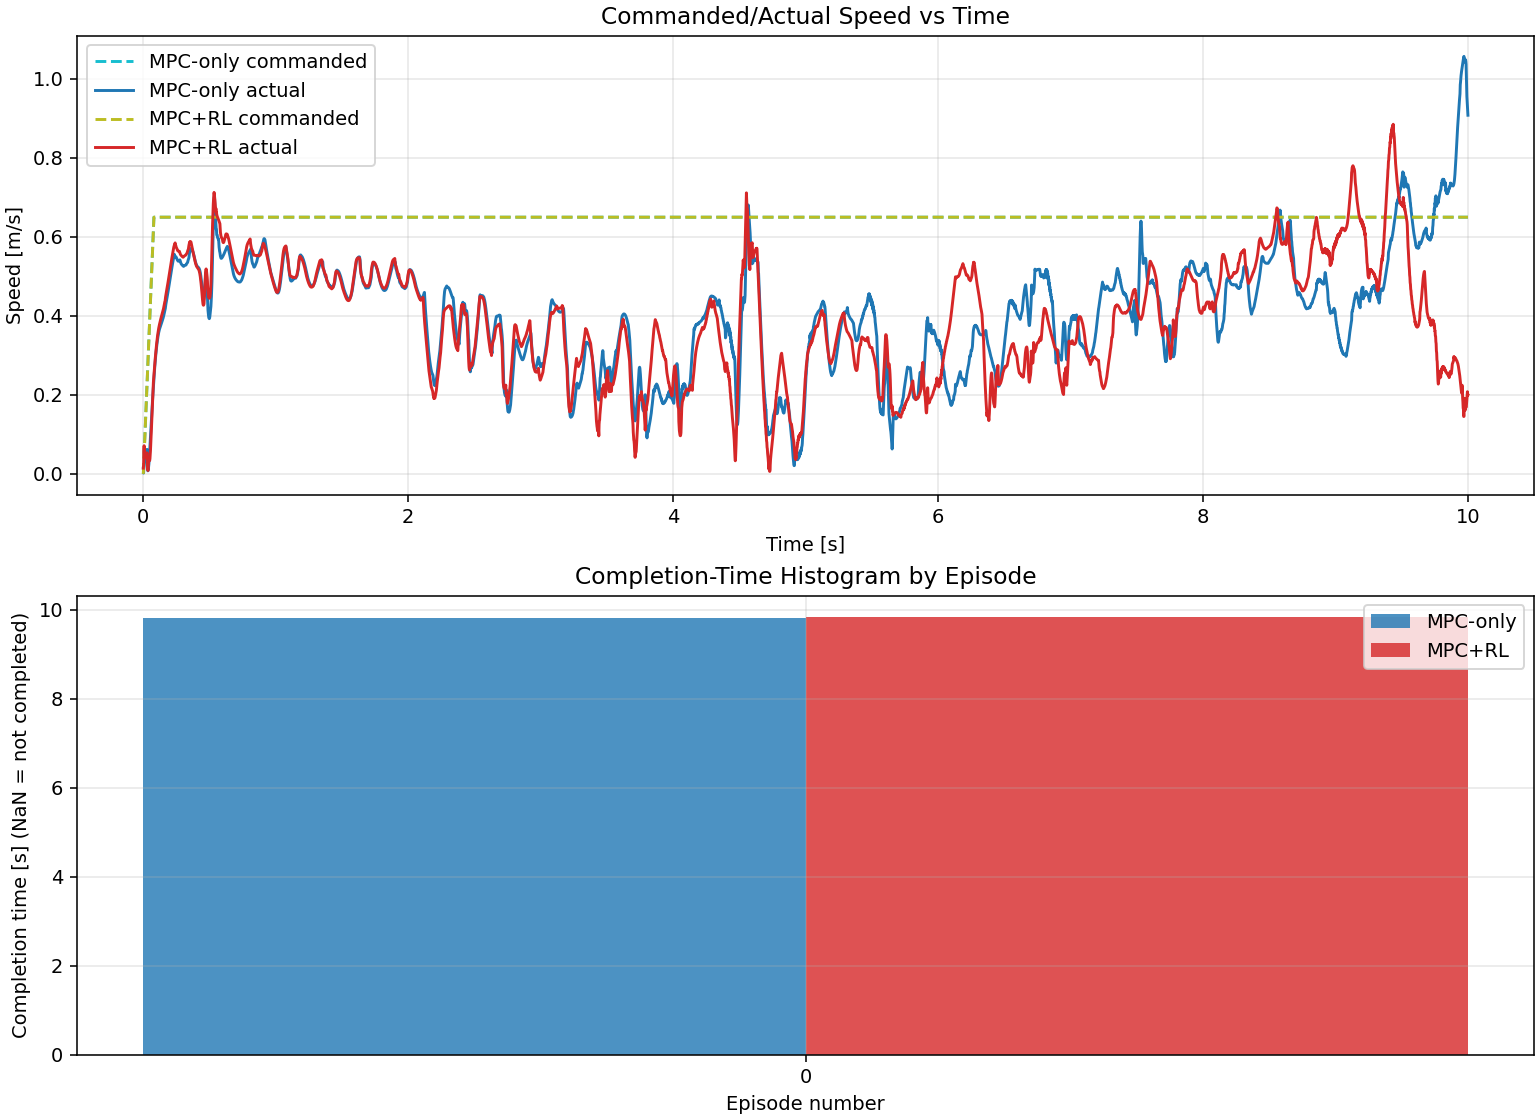 Commanded/Actual Speed vs Time
MPC-only commanded
MPC-only actual
MPC+RL commanded
MPC+RL actual
Speed [m/s]
1.0
0.8
0.6
0.4
0.2
0.0
0 2 4 6 8 10
Time [s]
Completion-Time Histogram by Episode
MPC-only
MPC+RL
Completion time [s] (NaN = not completed)
10
8
6
4
2
0
0
Episode number